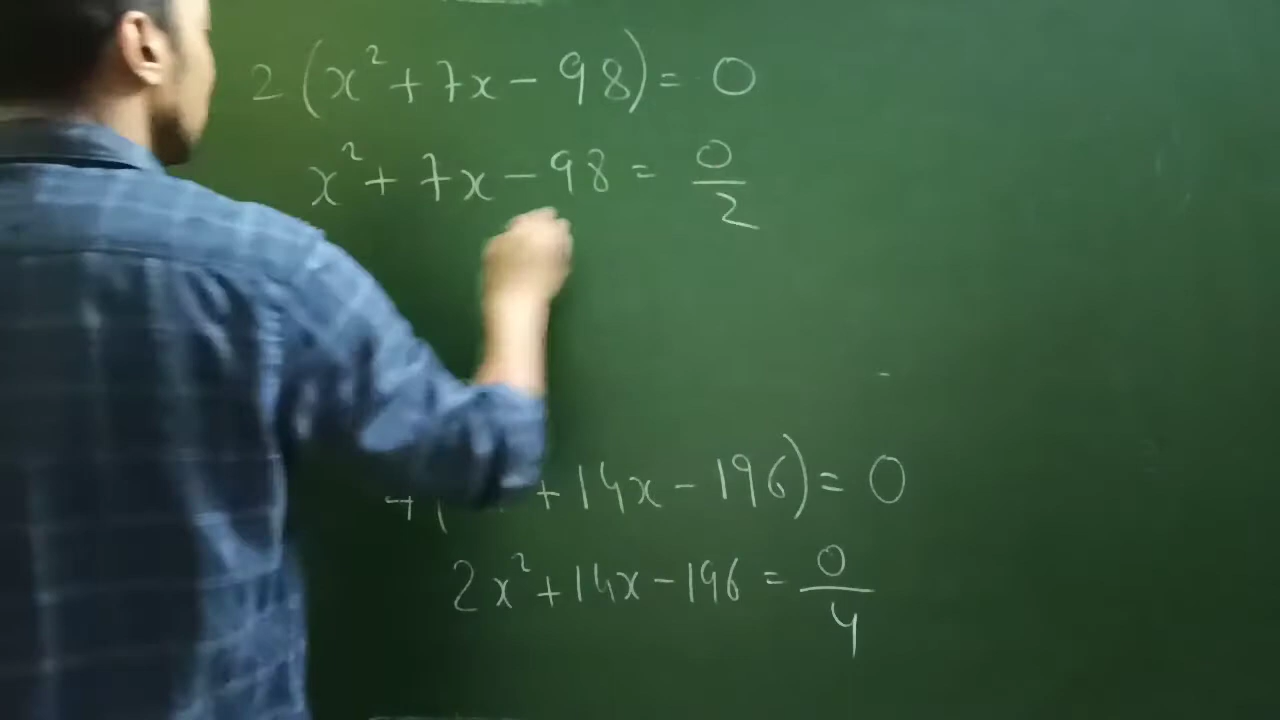 2(x²+7x-98)=0
x²+7x-98=0/2
+14x-196)=0
2x²+14x-196=0/4